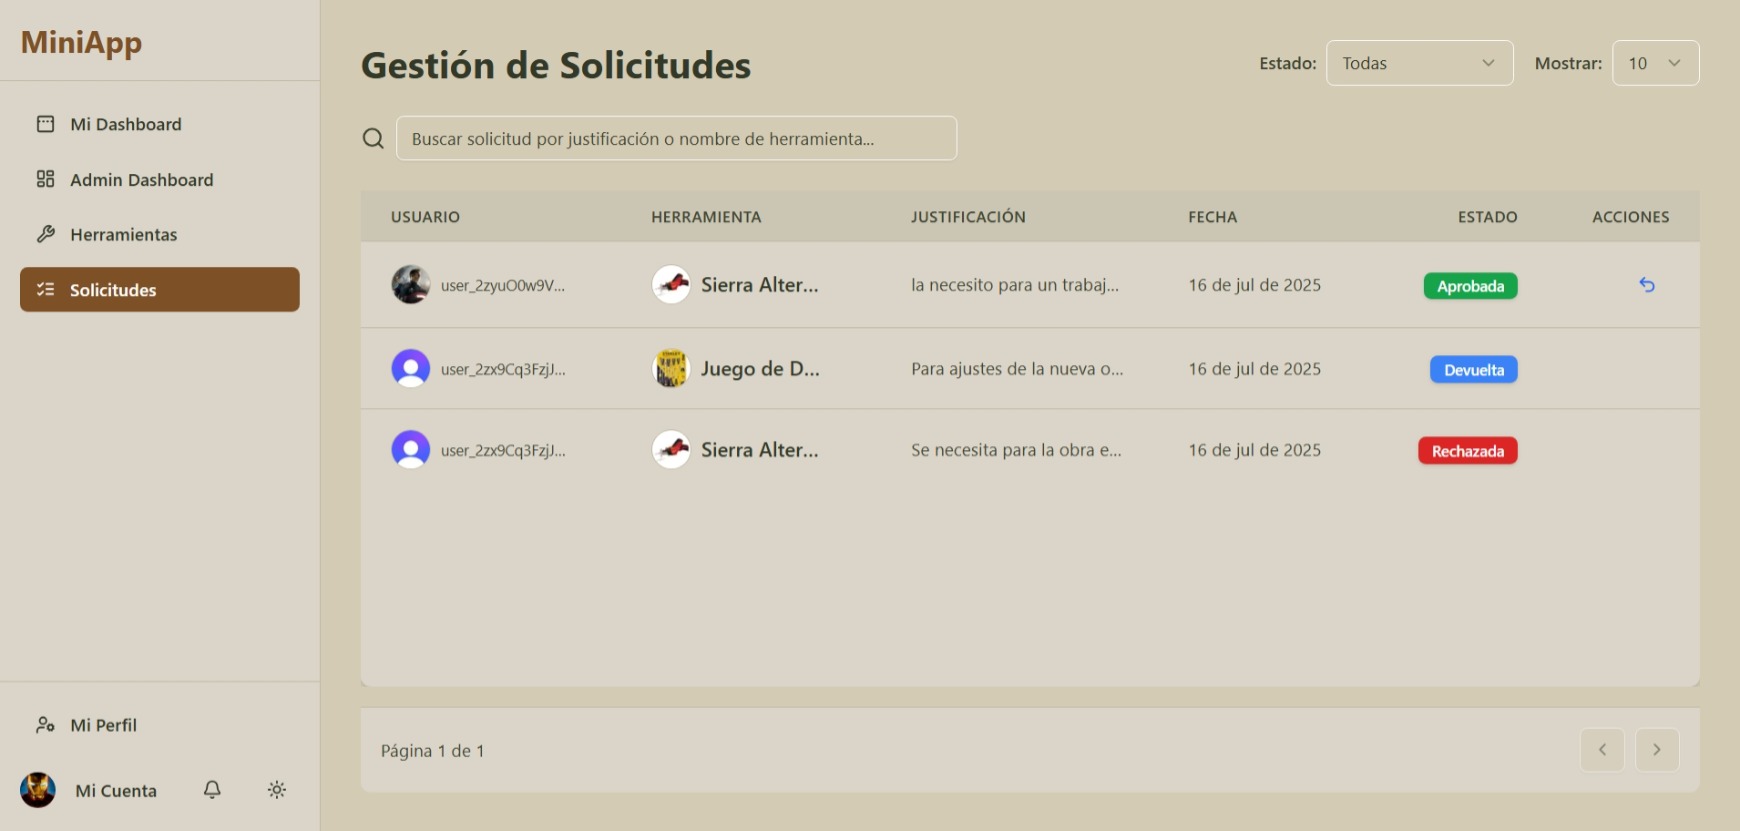 MiniApp
Mi Dashboard
Admin Dashboard
Herramientas
Solicitudes
Mi Perfil
Mi Cuenta
Gestión de Solicitudes
Estado: Todas Mostrar: 10
Buscar solicitud por justificación o nombre de herramienta...
USUARIO HERRAMIENTA JUSTIFICACIÓN FECHA ESTADO ACCIONES
user_2zyuO0w9V... Sierra Alter... la necesito para un trabaj... 16 de jul de 2025 Aprobada
user_2zx9Cq3FzjJ... Juego de D... Para ajustes de la nueva o... 16 de jul de 2025 Devuelta
user_2zx9Cq3FzjJ... Sierra Alter... Se necesita para la obra e... 16 de jul de 2025 Rechazada
Página 1 de 1